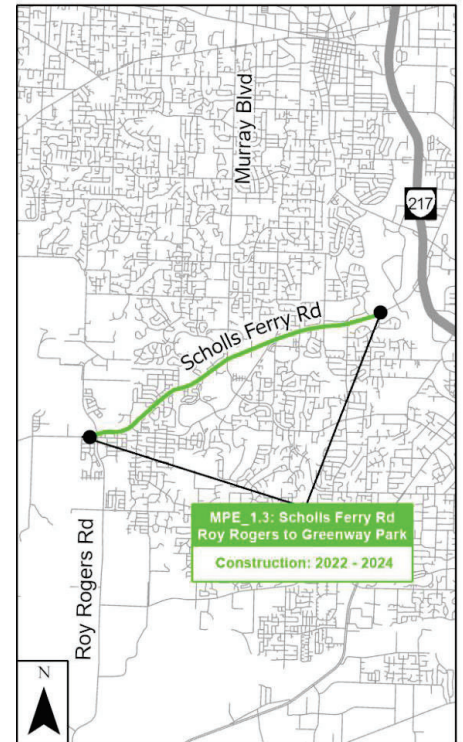 Murray Blvd
217
Scholls Ferry Rd
MPE_1.3: Scholls Ferry Rd
Roy Rogers to Greenway Park
Construction: 2022 - 2024
Roy Rogers Rd
N